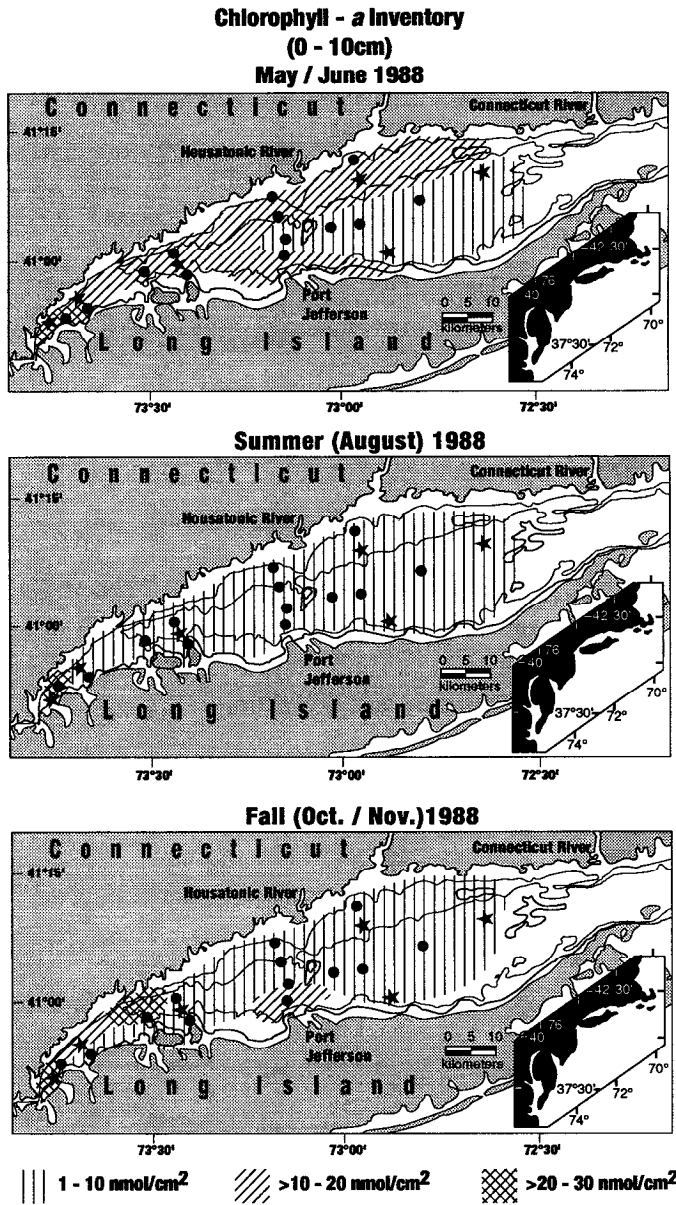 Chlorophyll - a Inventory
(0 - 10cm)
May / June 1988
Connecticut
Connecticut River
41°15'
Housatonic River
41°00'
Port
Jefferson
Long Island
0 5 10
kilometers
42 30'
76
40
37°30'
70°
72°
74°
73°30' 73°00' 72°30'
Summer (August) 1988
Connecticut
Connecticut River
41°15'
Housatonic River
41°00'
Port
Jefferson
Long Island
0 5 10
kilometers
42 30'
76
40
37°30'
70°
72°
74°
73°30' 73°00' 72°30'
Fall (Oct. / Nov.)1988
Connecticut
Connecticut River
41°15'
Housatonic River
41°00'
Port
Jefferson
Long Island
0 5 10
kilometers
42 30'
76
40
37°30'
70°
72°
74°
73°30' 73°00' 72°30'
1 - 10 nmol/cm² >10 - 20 nmol/cm² >20 - 30 nmol/cm²